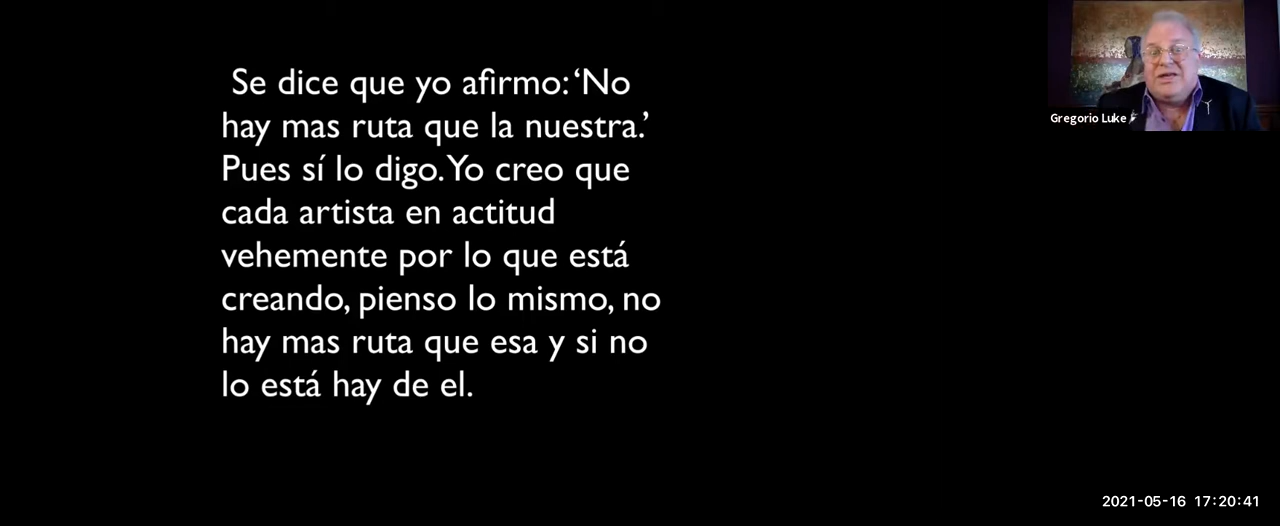 Se dice que yo afirmo: ‘No
hay mas ruta que la nuestra.’
Pues sí lo digo. Yo creo que
cada artista en actitud
vehemente por lo que está
creando, pienso lo mismo, no
hay mas ruta que esa y si no
lo está hay de el.
Gregorio Luke
2021-05-16 17:20:41